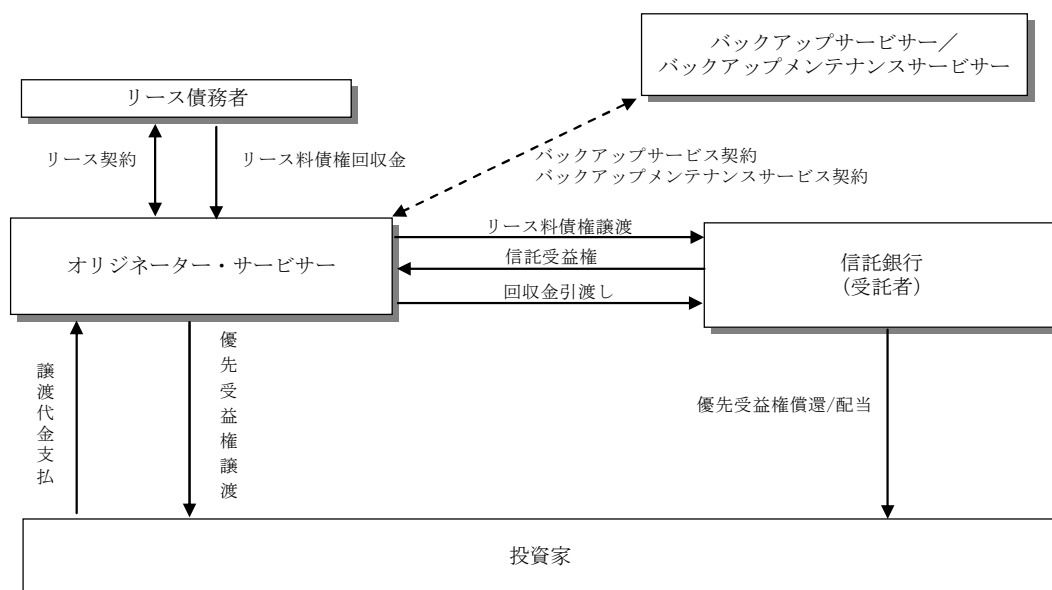 バックアップサービサー／
バックアップメンテナンスサービサー
リース債務者
リース契約
リース料債権回収金
バックアップサービス契約
バックアップメンテナンスサービス契約
オリジネーター・サービサー
リース料債権譲渡
信託受益権
回収金引渡し
信託銀行
(受託者)
譲渡代金支払
優先受益権譲渡
優先受益権償還/配当
投資家